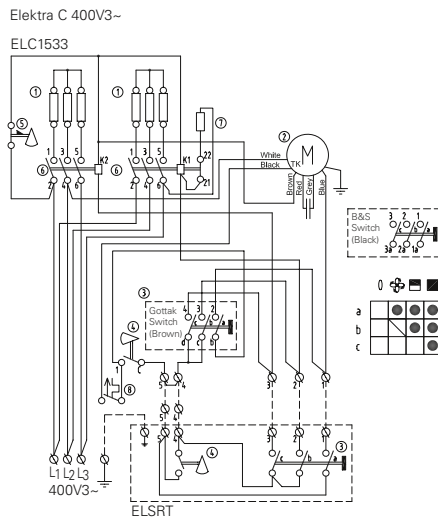 Elektra C 400V3~
ELC1533
1
1
7
5
2
1 3 5
1 3 5
22
K2
K1
6
6
2 4 6
2 4 6
21
White
Black
TK
M
Brown
Red
Grey
Blue
B&S
Switch
(Black)
3 2 1
c b a
3a 2a 1a
3
Gottak
Switch
(Brown)
4 3 2
c b a
d c b
4
1 c
5 4
3 2 1
8
a
b
c
5 4
5 4
3 2 1
4
c b a
3
L1 L2 L3
400V3~
ELSRT